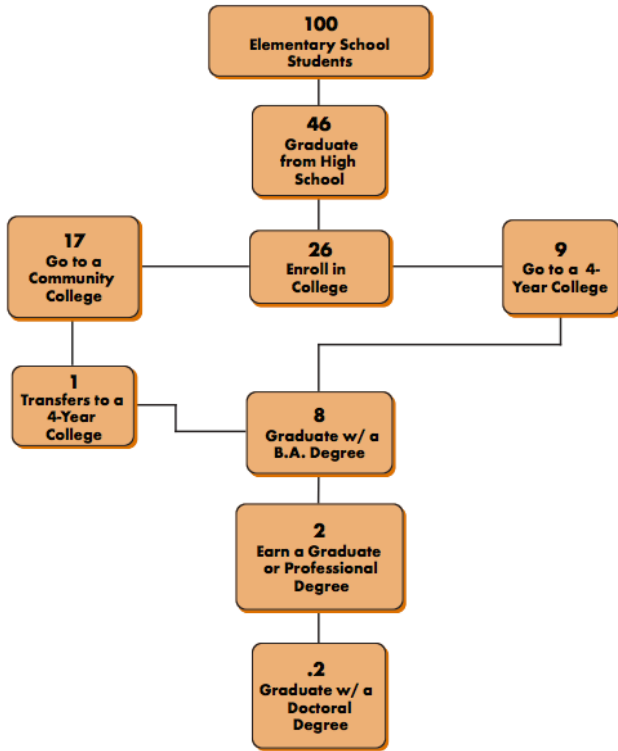 100
Elementary School
Students
46
Graduate
from High
School
17
Go to a
Community
College
26
Enroll in
College
9
Go to a 4-
Year College
1
Transfers to a
4-Year
College
8
Graduate w/ a
B.A. Degree
2
Earn a Graduate
or Professional
Degree
.2
Graduate w/ a
Doctoral
Degree